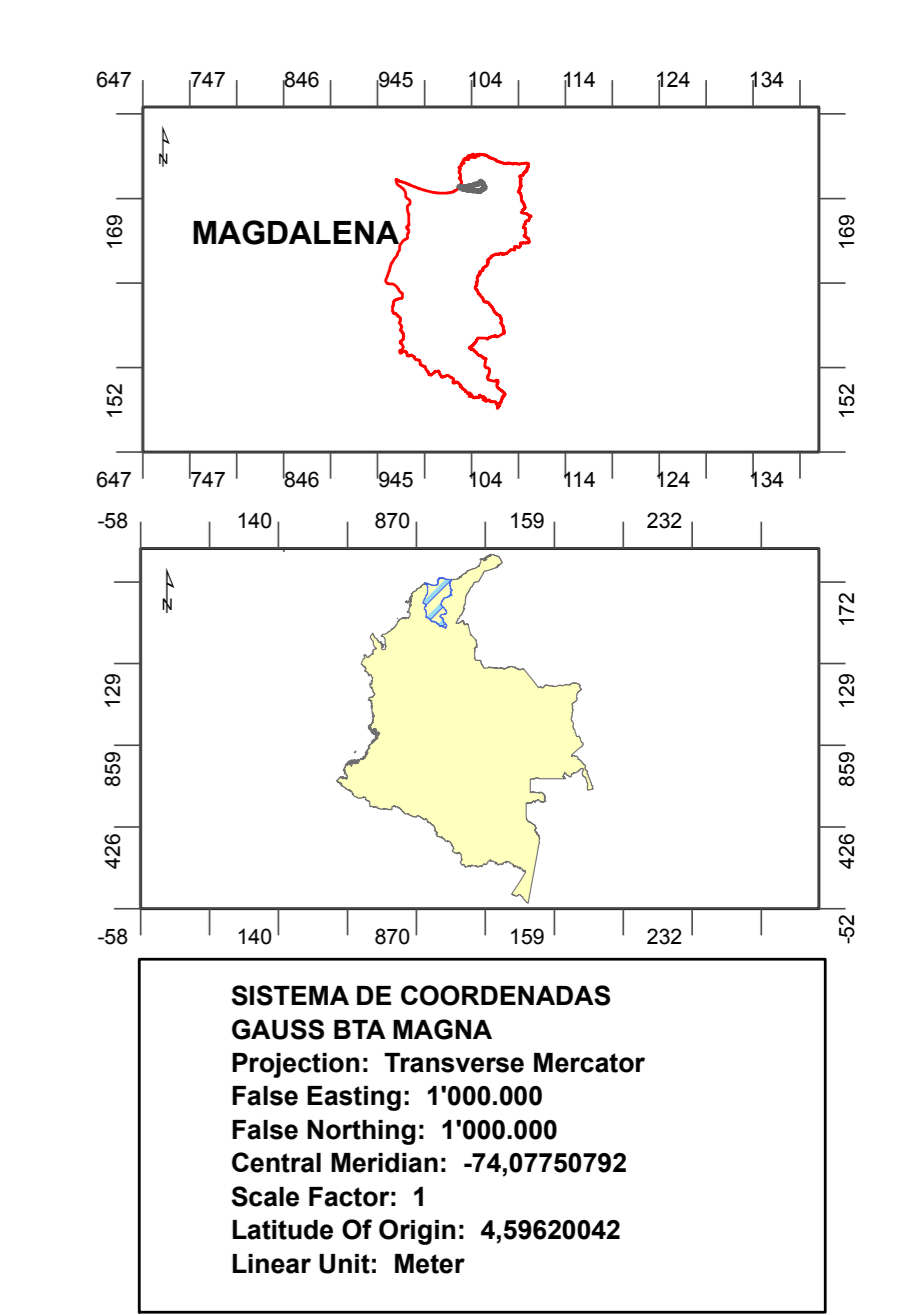 647 747 846 945 104 114 124 134
N
MAGDALENA
169 169
152 152
647 747 846 945 104 114 124 134
-58 140 870 159 232
N
172
129 129
859 859
426 426
-52
-58 140 870 159 232
SISTEMA DE COORDENADAS
GAUSS BTA MAGNA
Projection: Transverse Mercator
False Easting: 1'000.000
False Northing: 1'000.000
Central Meridian: -74,07750792
Scale Factor: 1
Latitude Of Origin: 4,59620042
Linear Unit: Meter